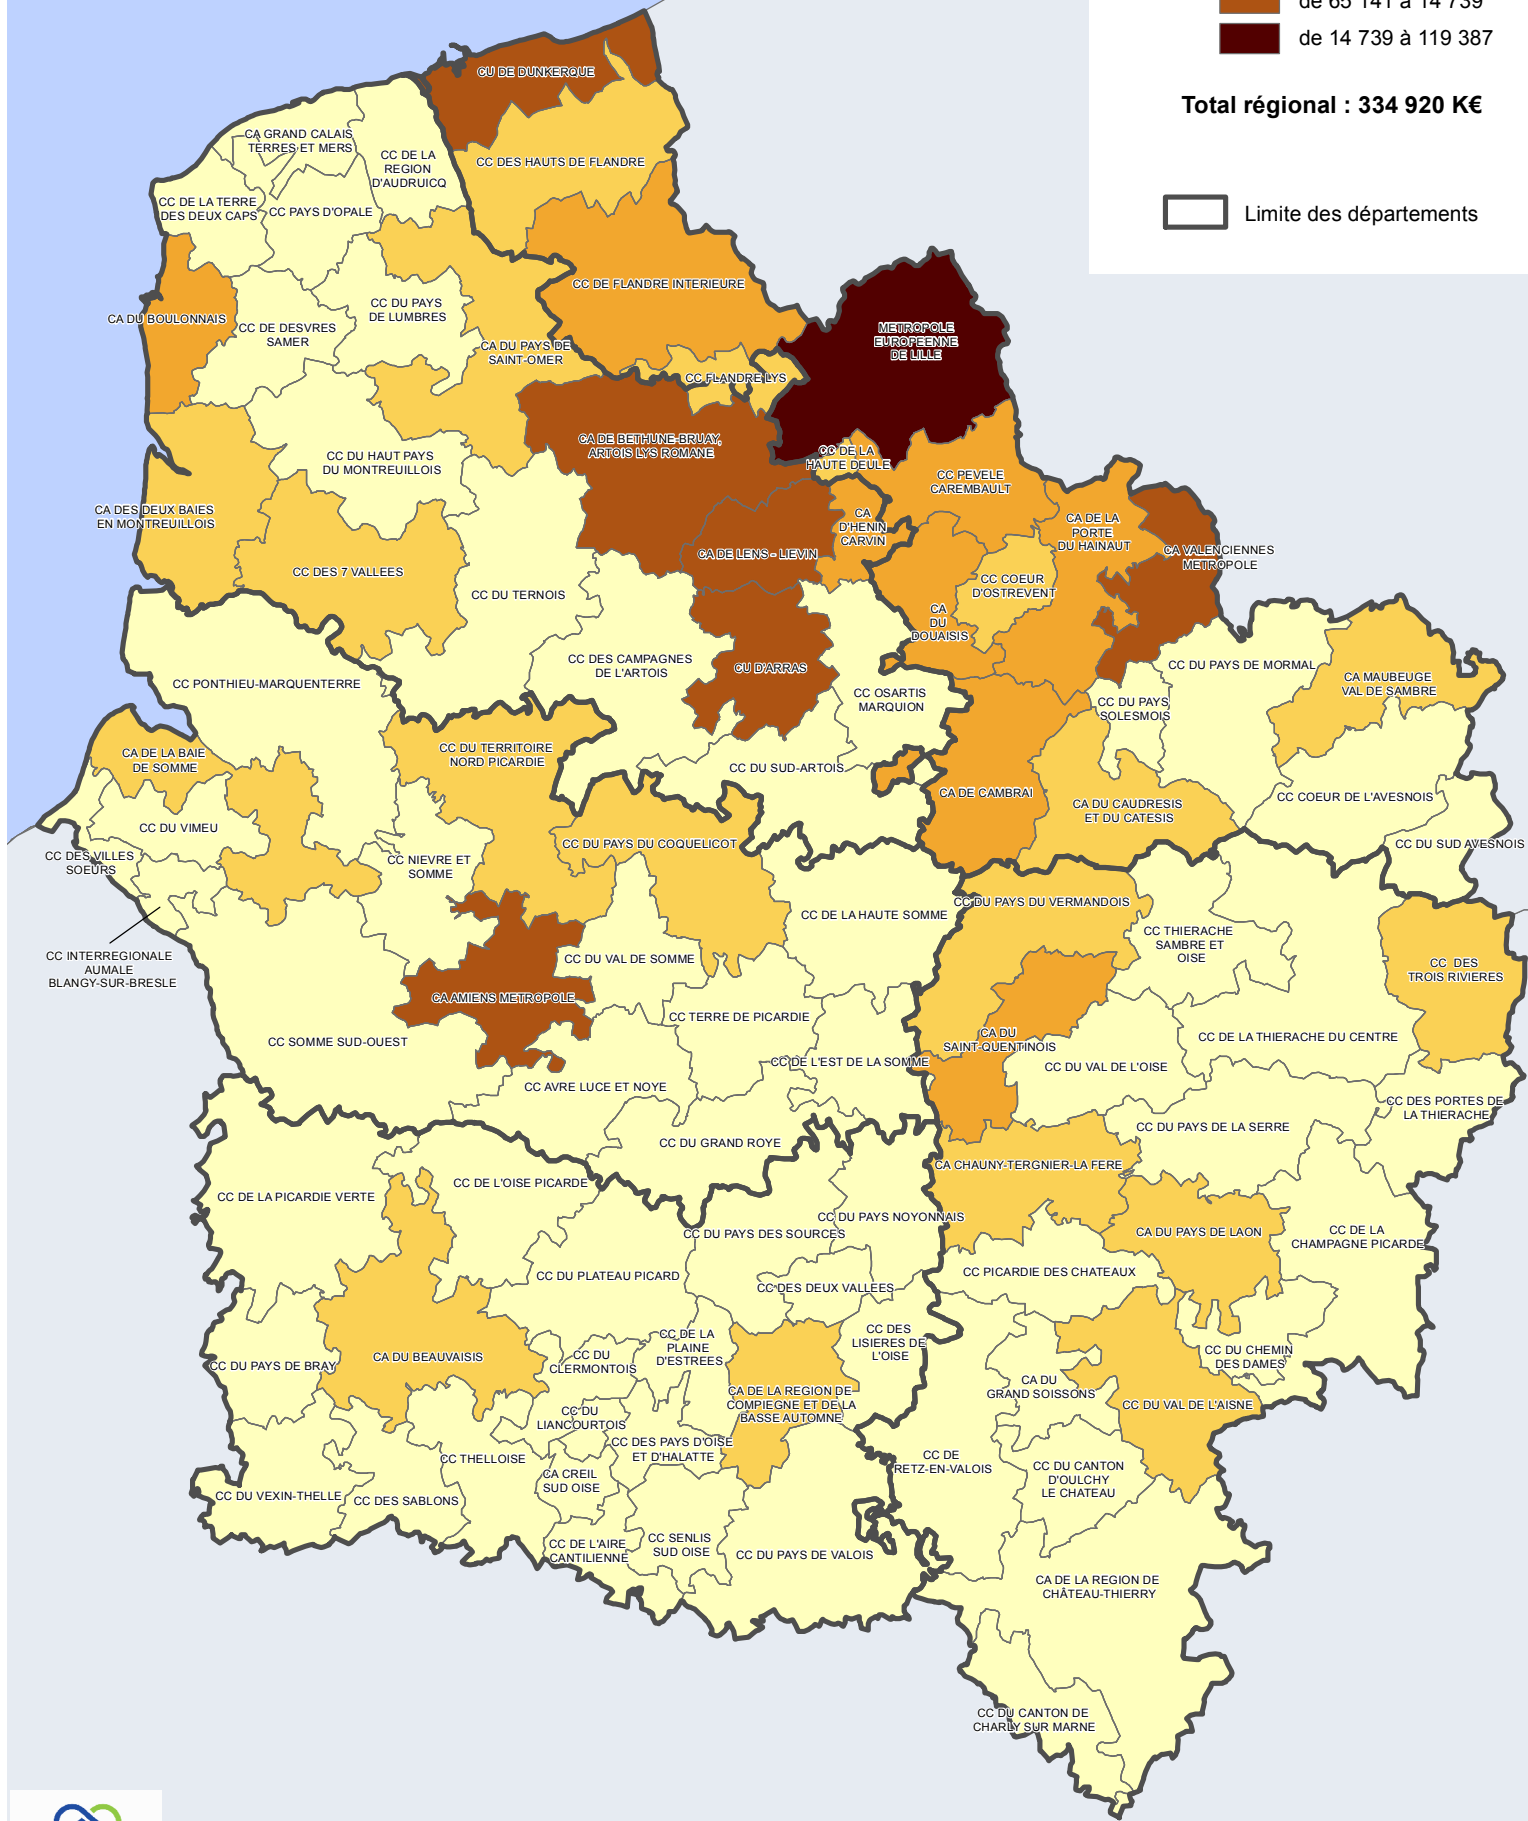 de 65 141 à 14 739
de 14 739 à 119 387
Total régional : 334 920 K€
Limite des départements
CU DE DUNKERQUE
CA GRAND CALAIS
TERRES ET MERS
CC DE LA
REGION
D'AUDRUICQ
CC DES HAUTS DE FLANDRE
CC DE LA TERRE
DES DEUX CAPS
CC PAYS D'OPALE
CC DE FLANDRE INTERIEURE
CA DU BOULONNAIS
CC DE DESVRES
SAMER
CC DU PAYS
DE LUMBRES
CA DU PAYS DE
SAINT-OMER
METROPOLE
EUROPEENNE
DE LILLE
CC FLANDRE LYS
CA DE BETHUNE-BRUAY,
ARTOIS LYS ROMANE
CC DU HAUT PAYS
DU MONTREUILLOIS
CC DE LA
HAUTE DEULE
CC PEVELE
CAREMBAULT
CA DES DEUX BAIES
EN MONTREUILLOIS
CA
D'HENIN
CARVIN
CA DE LA
PORTE
DU HAINAUT
CA VALENCIENNES
METROPOLE
CA DE LENS - LIEVIN
CC DES 7 VALLEES
CC DU TERNOIS
CC COEUR
D'OSTREVENT
CA
DU
DOUAISIS
CC DES CAMPAGNES
DE L'ARTOIS
CU D'ARRAS
CC PONTHIEU-MARQUENTERRE
CC OSARTIS
MARQUION
CC DU PAYS DE MORMAL
CA MAUBEUGE
VAL DE SAMBRE
CC DU PAYS
SOLESMOIS
CA DE LA BAIE
DE SOMME
CC DU TERRITOIRE
NORD PICARDIE
CC DU SUD-ARTOIS
CA DE CAMBRAI
CA DU CAUDRESIS
ET DU CATESIS
CC COEUR DE L'AVESNOIS
CC DU VIMEU
CC DU PAYS DU COQUELICOT
CC DU SUD AVESNOIS
CC DES VILLES
SOEURS
CC NIEVRE ET
SOMME
CC DU PAYS DU VERMANDOIS
CC DE LA HAUTE SOMME
CC THIERACHE
SAMBRE ET
OISE
CC INTERREGIONALE
AUMALE
BLANGY-SUR-BRESLE
CC DU VAL DE SOMME
CC DES
TROIS RIVIERES
CA AMIENS METROPOLE
CC TERRE DE PICARDIE
CC SOMME SUD-OUEST
CA DU
SAINT-QUENTINOIS
CC DE LA THIERACHE DU CENTRE
CC DE L'EST DE LA SOMME
CC DU VAL DE L'OISE
CC AVRE LUCE ET NOYE
CC DES PORTES DE
LA THIERACHE
CC DU GRAND ROYE
CC DU PAYS DE LA SERRE
CA CHAUNY-TERGNIER-LA FERE
CC DE LA PICARDIE VERTE
CC DE L'OISE PICARDE
CC DU PAYS NOYONNAIS
CC DU PAYS DES SOURCES
CA DU PAYS DE LAON
CC DE LA
CHAMPAGNE PICARDE
CC DU PLATEAU PICARD
CC DES DEUX VALLEES
CC PICARDIE DES CHATEAUX
CC DU PAYS DE BRAY
CA DU BEAUVAISIS
CC DU
CLERMONTOIS
CC DE LA
PLAINE
D'ESTREES
CC DES
LISIERES DE
L'OISE
CC DU CHEMIN
DES DAMES
CA DU
GRAND SOISSONS
CA DE LA REGION DE
COMPIEGNE ET DE LA
BASSE AUTOMNE
CC DU VAL DE L'AISNE
CC DU
LIANCOURTOIS
CC DES PAYS D'OISE
ET D'HALATTE
CC THELLOISE
CC DE
RETZ-EN-VALOIS
CC DU CANTON
D'OULCHY
LE CHATEAU
CA CREIL
SUD OISE
CC DU VEXIN-THELLE
CC DES SABLONS
CC DE L'AIRE
CANTILIENNE
CC SENLIS
SUD OISE
CC DU PAYS DE VALOIS
CA DE LA REGION DE
CHÂTEAU-THIERRY
CC DU CANTON DE
CHARLY SUR MARNE